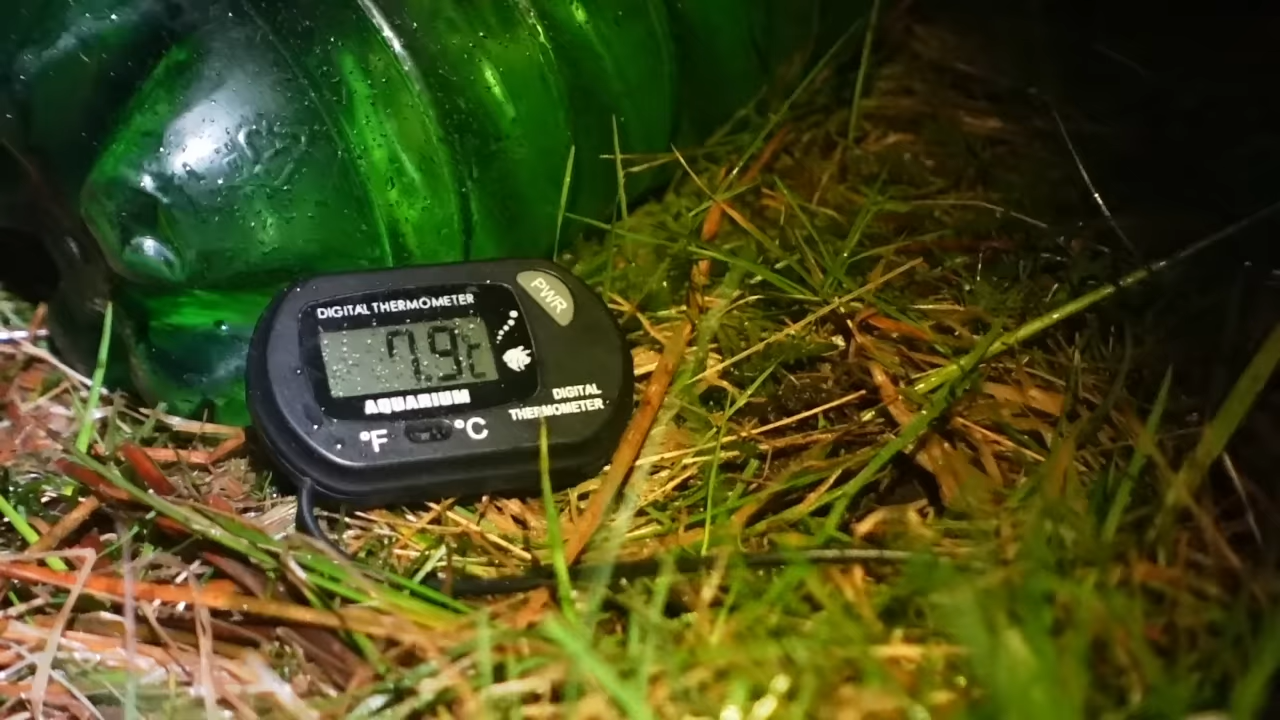 DIGITAL THERMOMETER
PWR
7.9℃
AQUARIUM
DIGITAL
THERMOMETER
°F °C